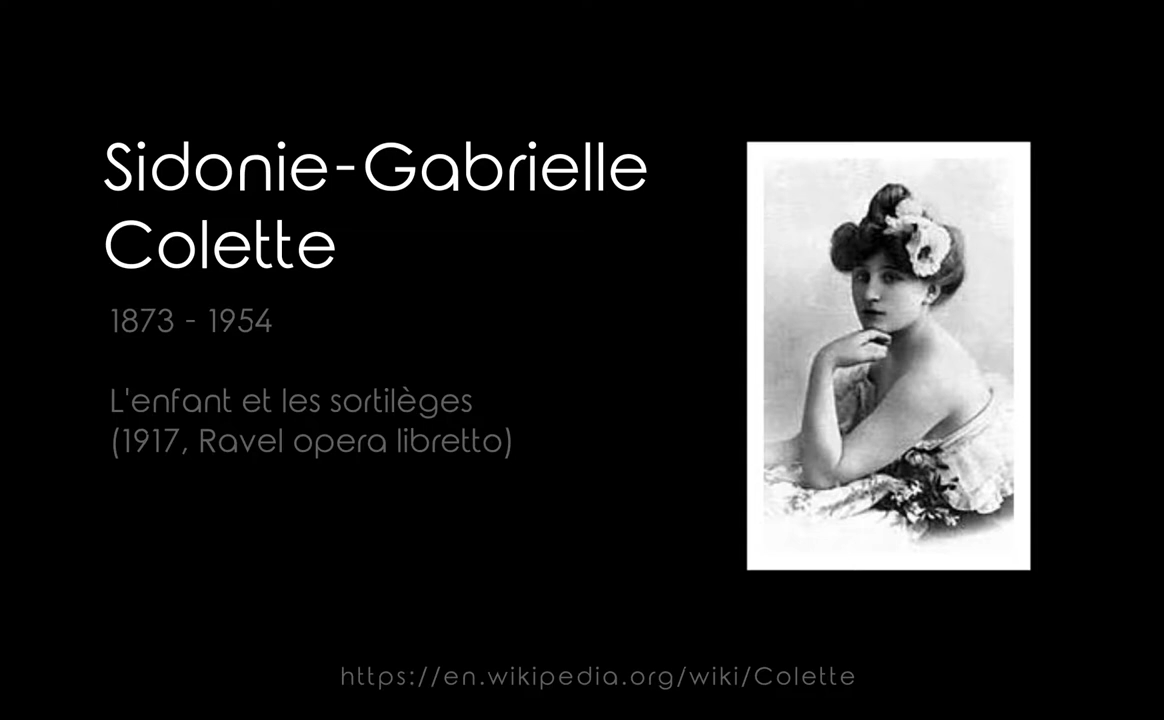 Sidonie-Gabrielle
Colette
1873 - 1954
L'enfant et les sortilèges
(1917, Ravel opera libretto)
https://en.wikipedia.org/wiki/Colette